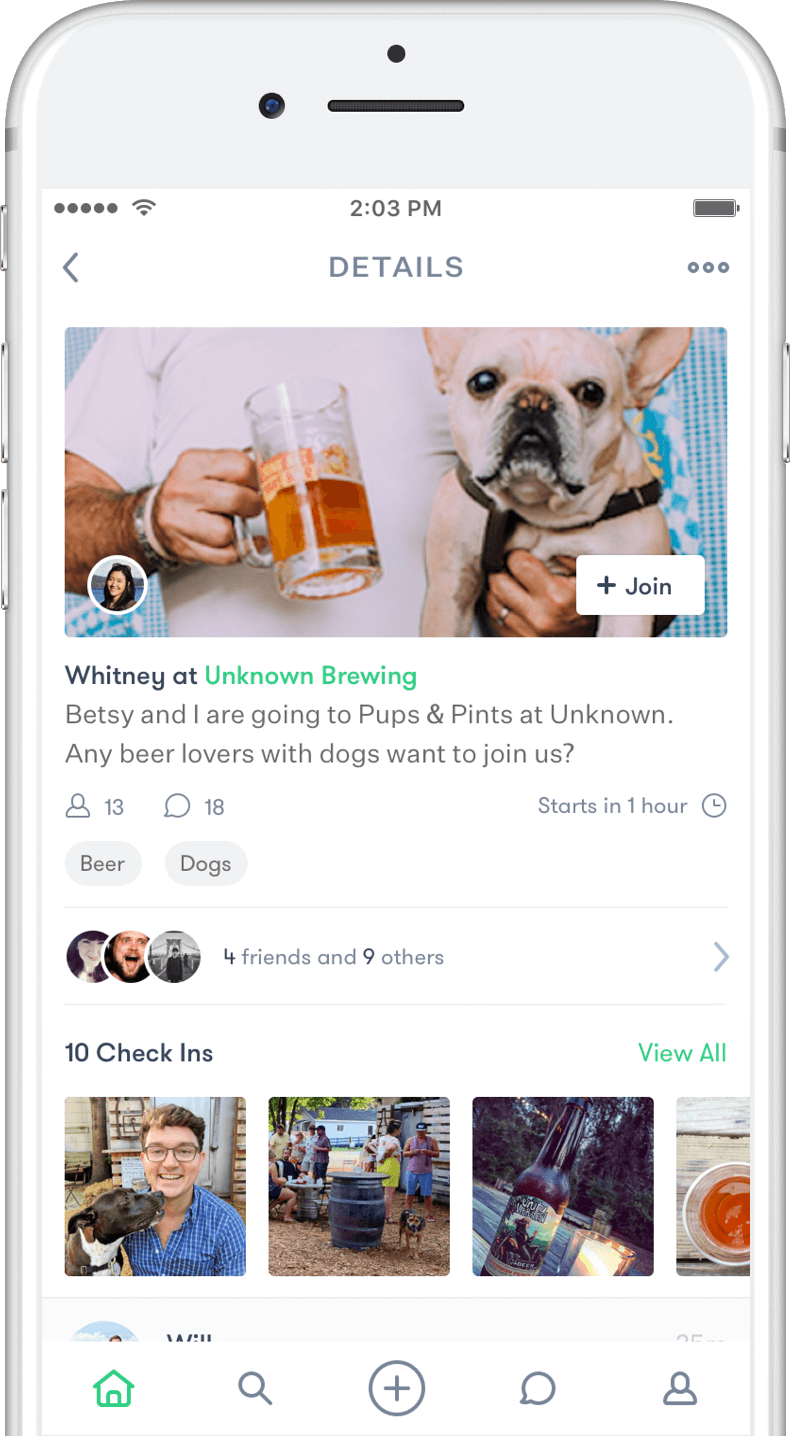 2:03 PM
DETAILS
+ Join
Whitney at Unknown Brewing
Betsy and I are going to Pups & Pints at Unknown.
Any beer lovers with dogs want to join us?
13 18 Starts in 1 hour
Beer Dogs
4 friends and 9 others
10 Check Ins View All
Will